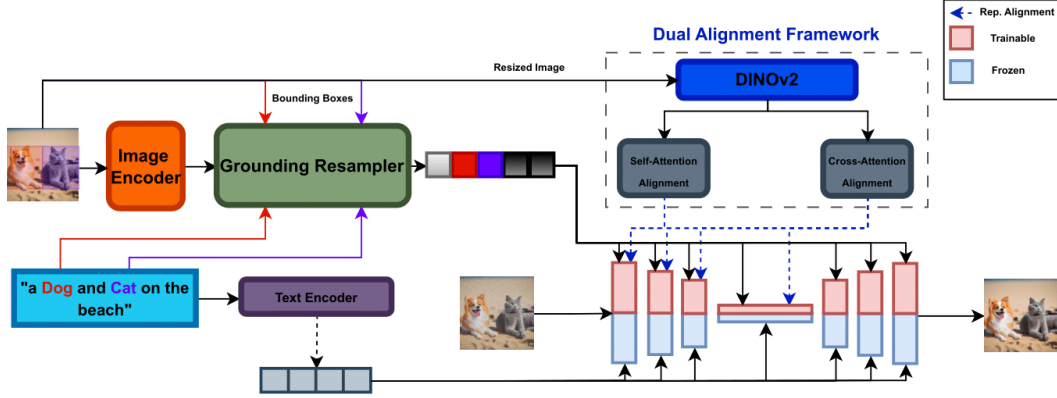 Rep. Alignment
Trainable
Frozen
Dual Alignment Framework
Resized Image
DINOv2
Bounding Boxes
Image
Encoder
Grounding Resampler
Self-Attention
Alignment
Cross-Attention
Alignment
"a Dog and Cat on the
beach"
Text Encoder